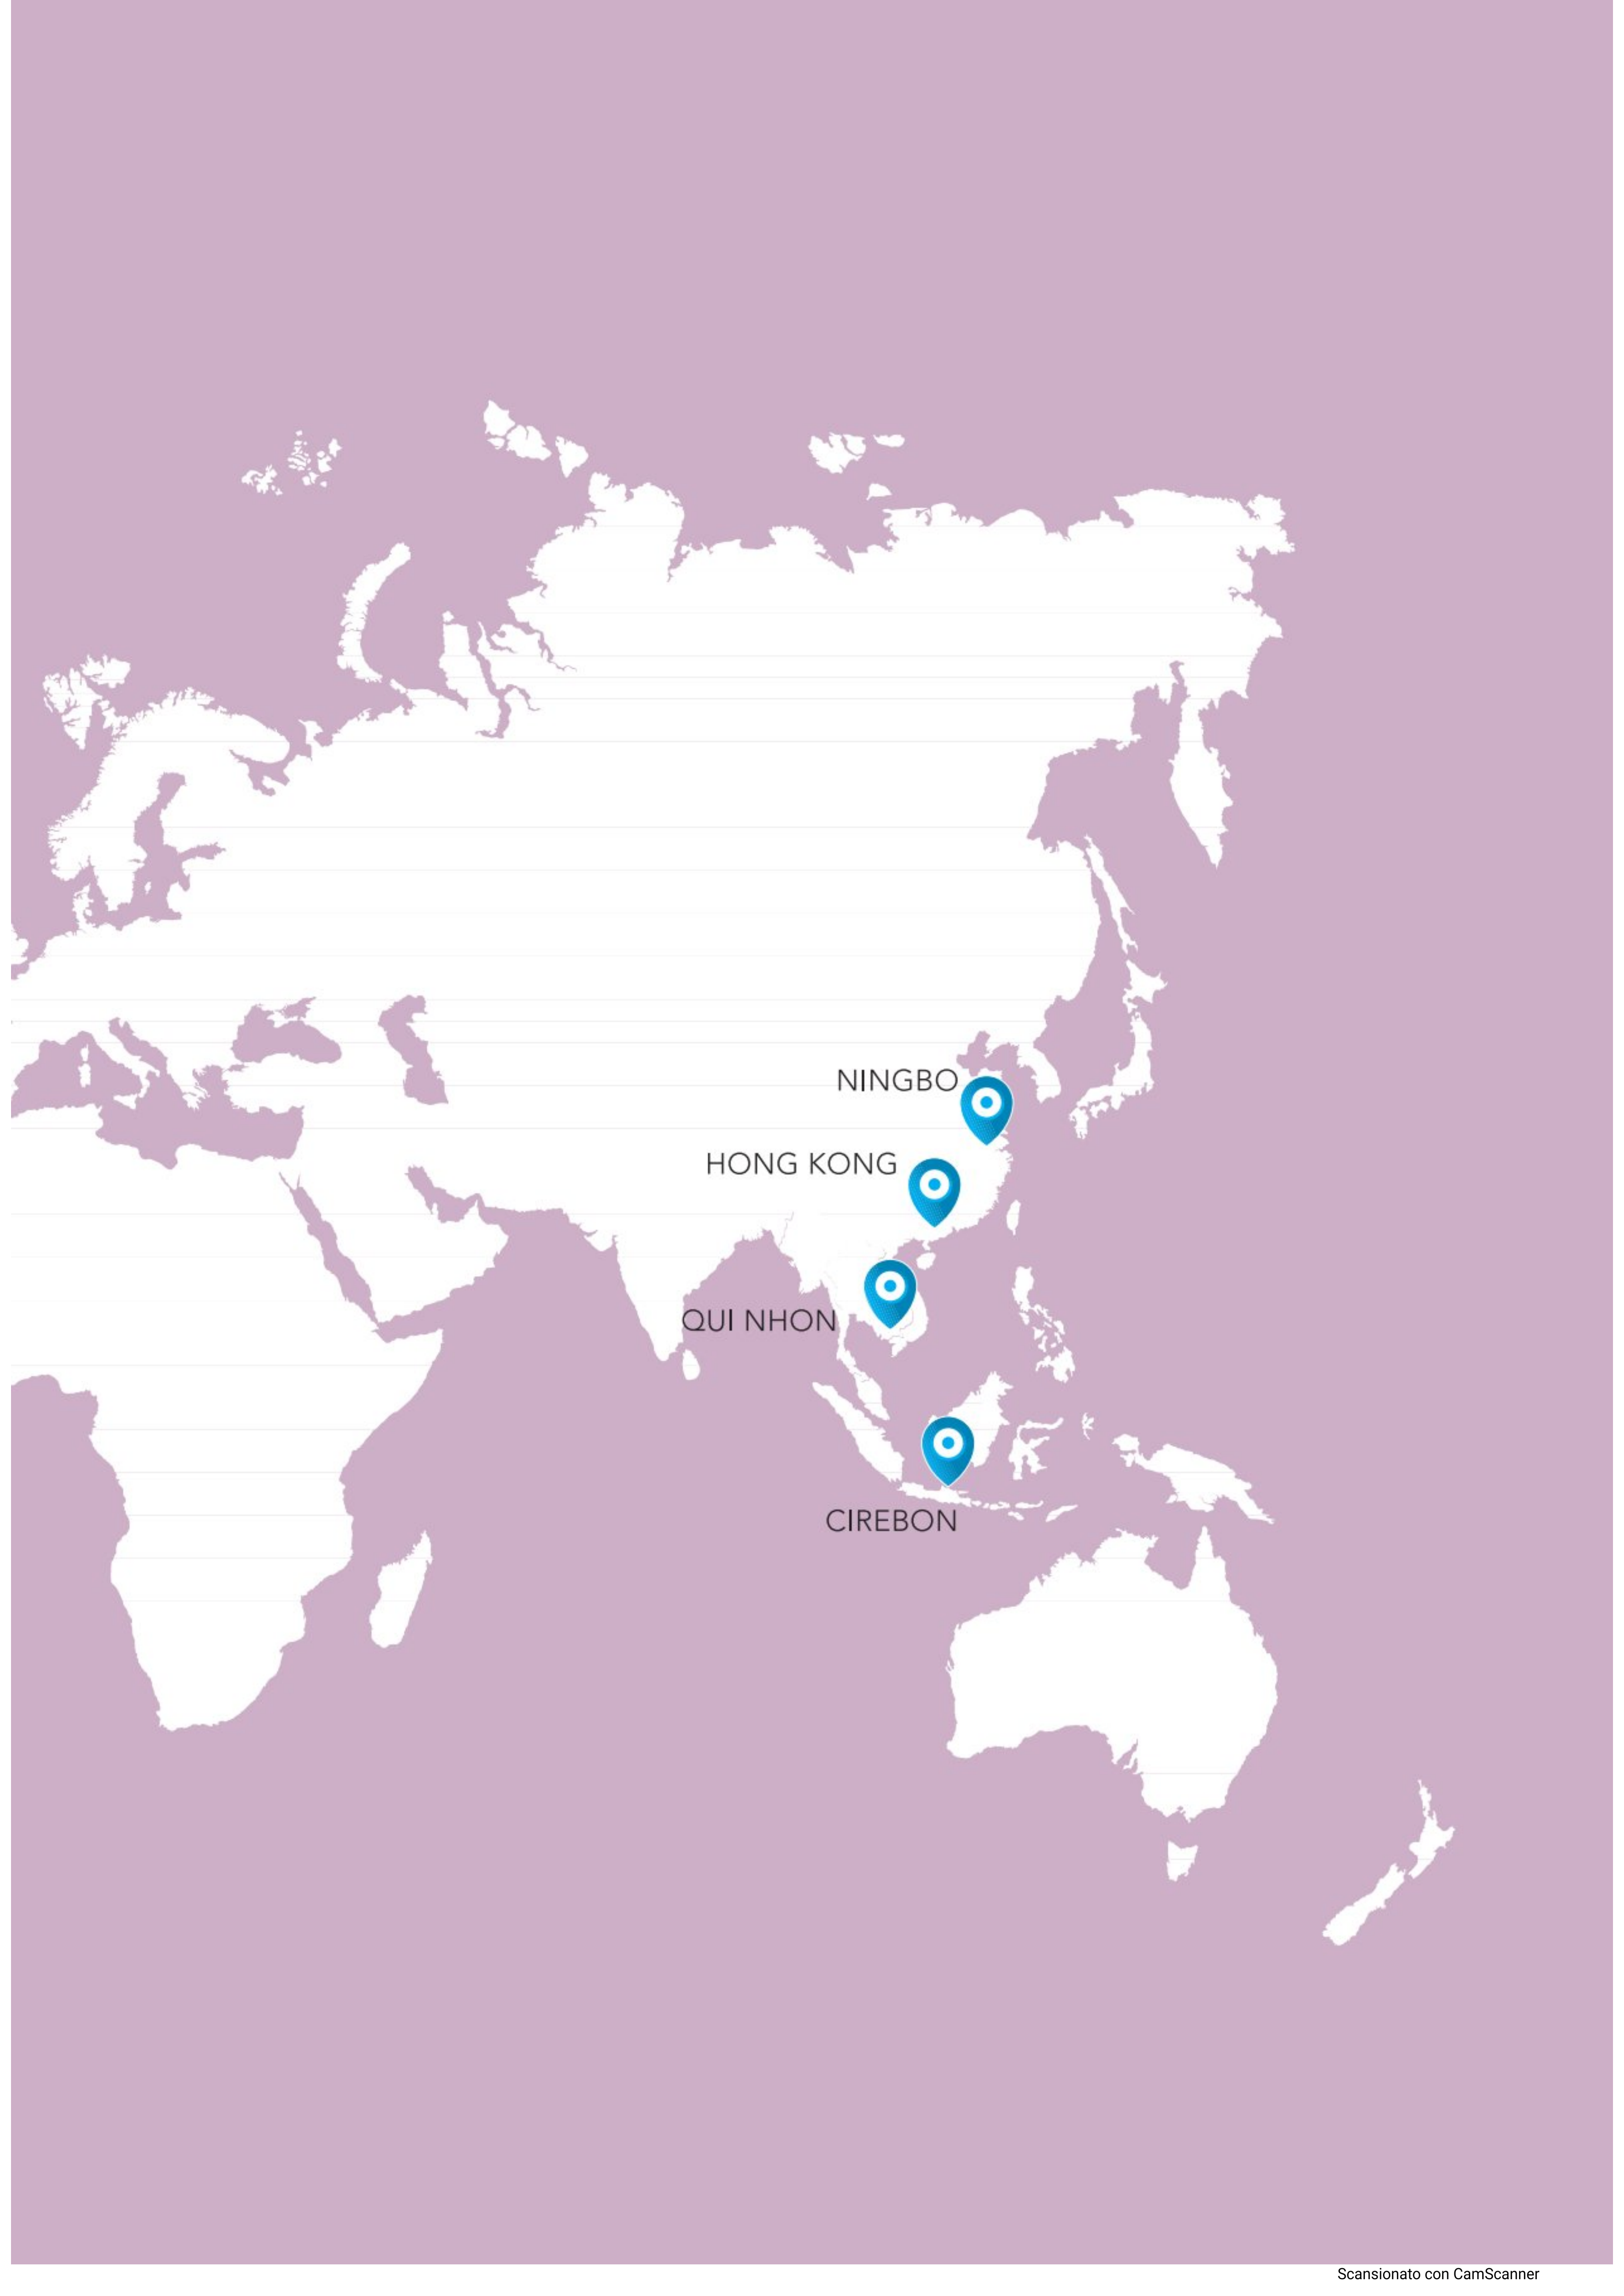 NINGBO
HONG KONG
QUI NHON
CIREBON
Scansionato con CamScanner